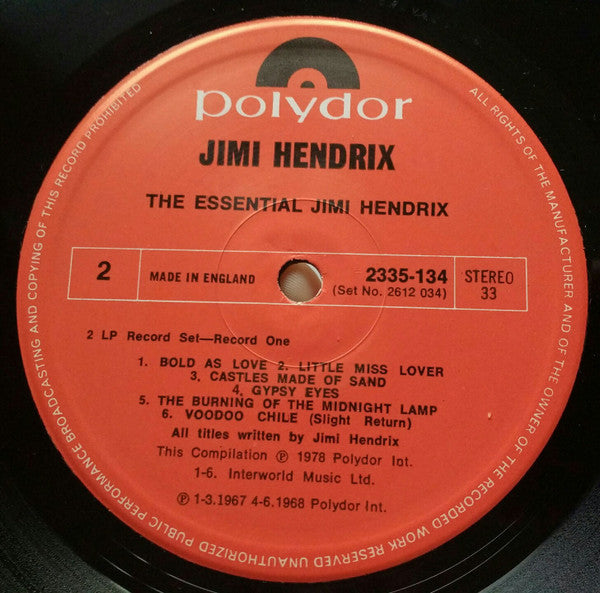 polydor
JIMI HENDRIX
THE ESSENTIAL JIMI HENDRIX
2
MADE IN ENGLAND
2335-134
(Set No. 2612 034)
STEREO
33
2 LP Record Set—Record One
1. BOLD AS LOVE 2. LITTLE MISS LOVER
3. CASTLES MADE OF SAND
4. GYPSY EYES
5. THE BURNING OF THE MIDNIGHT LAMP
6. VOODOO CHILE (Slight Return)
All titles written by Jimi Hendrix
This Compilation ℗ 1978 Polydor Int.
1-6. Interworld Music Ltd.
℗ 1-3.1967 4-6.1968 Polydor Int.
ALL RIGHTS OF THE MANUFACTURER AND OF THE OWNER OF THE RECORDED WORK RESERVED UNAUTHORIZED PUBLIC PERFORMANCE BROADCASTING AND COPYING OF THIS RECORD PROHIBITED